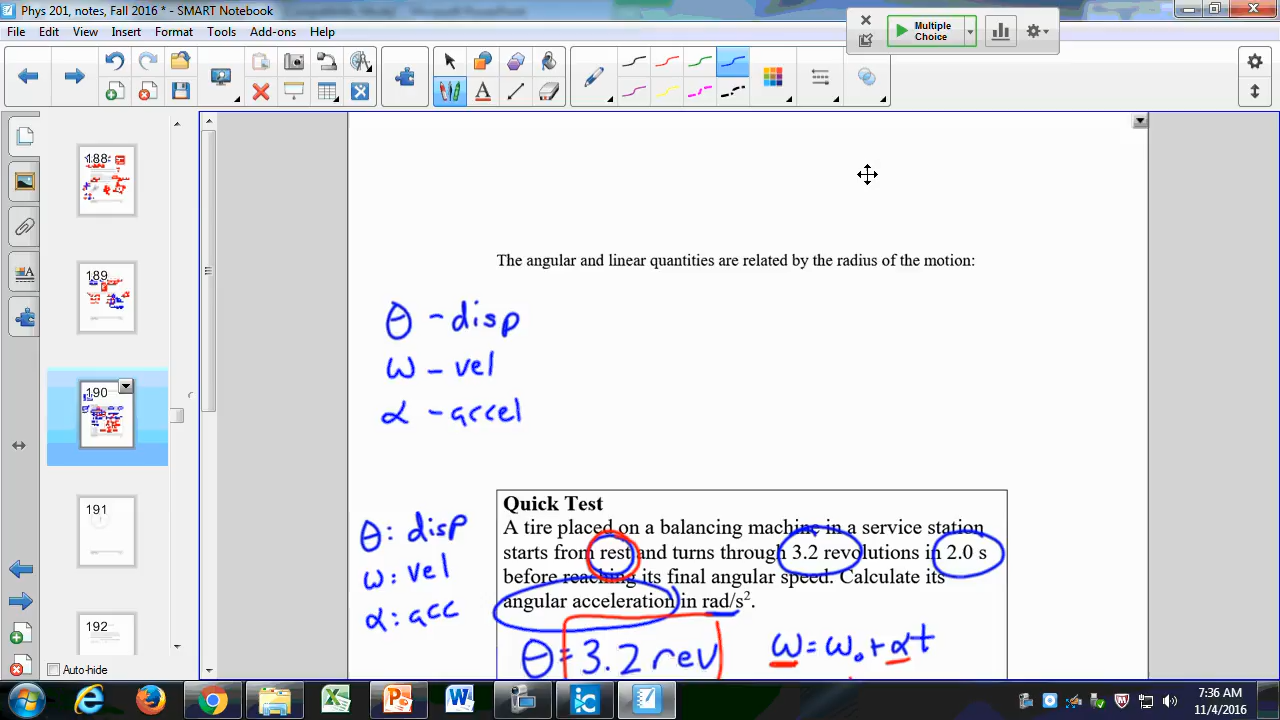 Phys 201, notes, Fall 2016 * - SMART Notebook
File Edit View Insert Format Tools Add-ons Help
Multiple
Choice
188
189
190
191
192
Auto-hide
The angular and linear quantities are related by the radius of the motion:
θ - disp
ω - vel
α - accel
θ: disp
ω: vel
α: acc
Quick Test
A tire placed on a balancing machine in a service station
starts from rest and turns through 3.2 revolutions in 2.0 s
before reaching its final angular speed. Calculate its
angular acceleration in rad/s².
θ = 3.2 rev
ω = ω₀ + αt
7:36 AM
11/4/2016